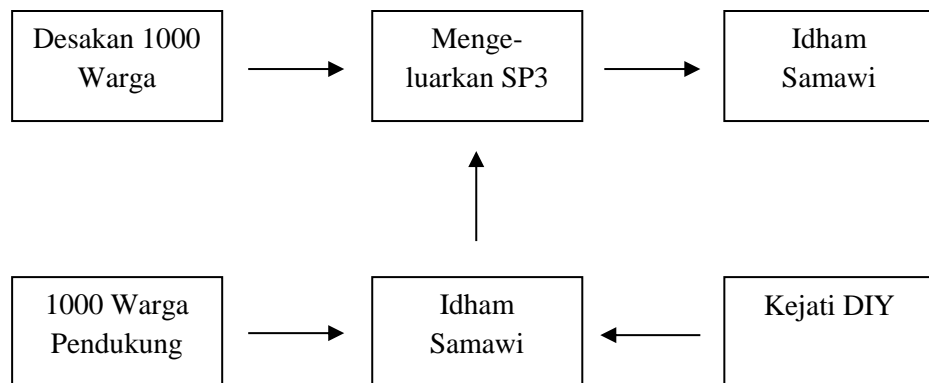 Desakan 1000
Warga
Menge-
luarkan SP3
Idham
Samawi
1000 Warga
Pendukung
Idham
Samawi
Kejati DIY